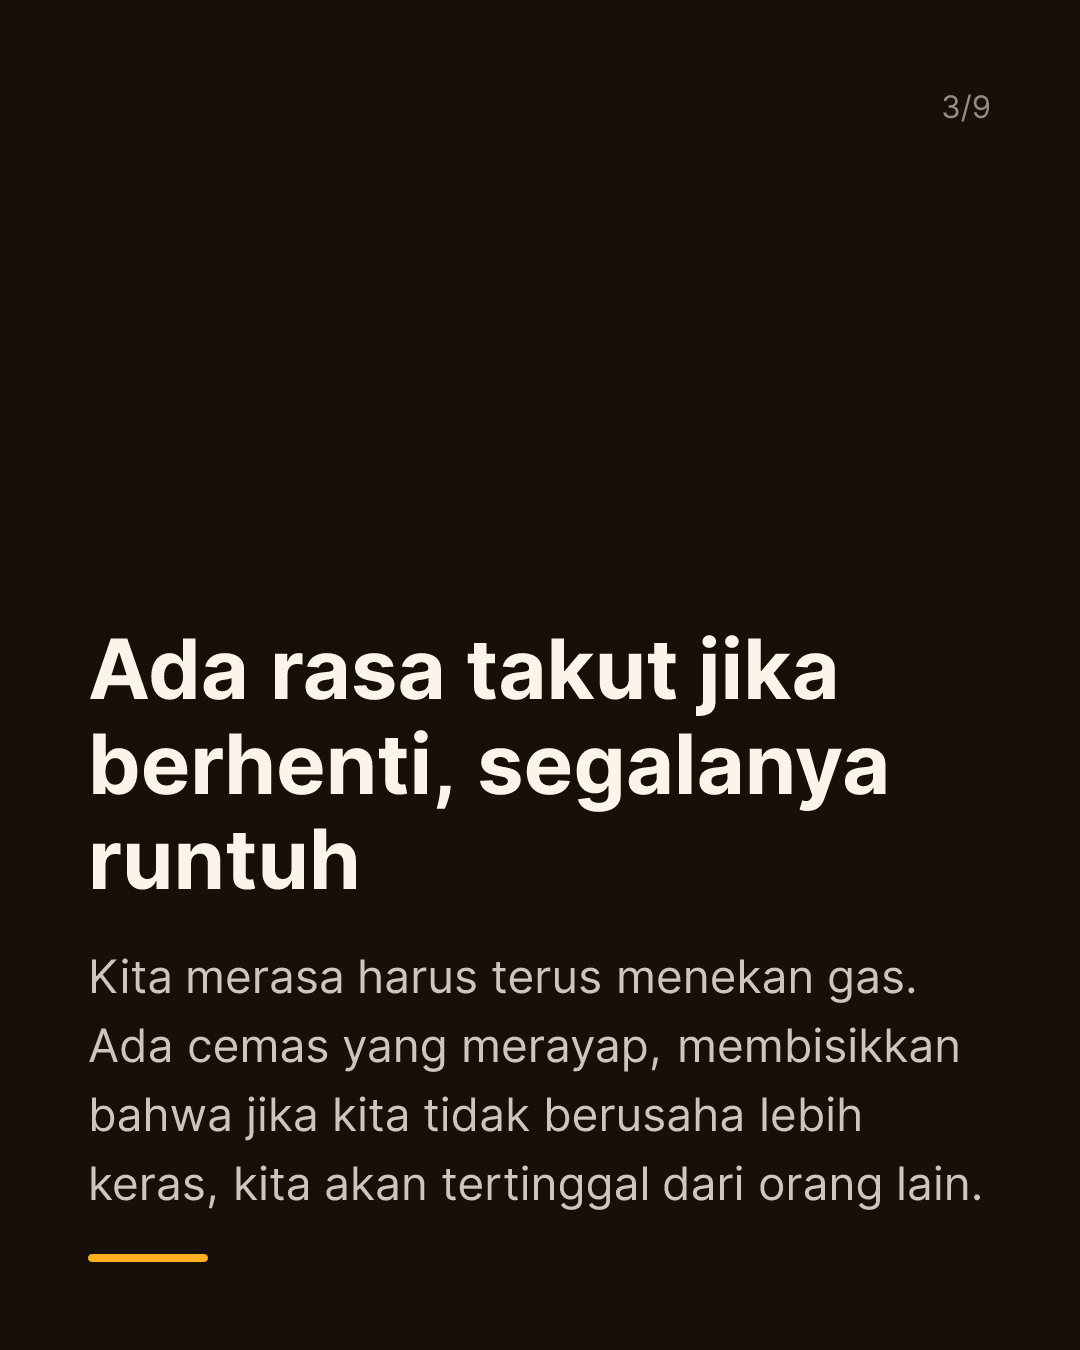 3/9
Ada rasa takut jika
berhenti, segalanya
runtuh
Kita merasa harus terus menekan gas.
Ada cemas yang merayap, membisikkan
bahwa jika kita tidak berusaha lebih
keras, kita akan tertinggal dari orang lain.